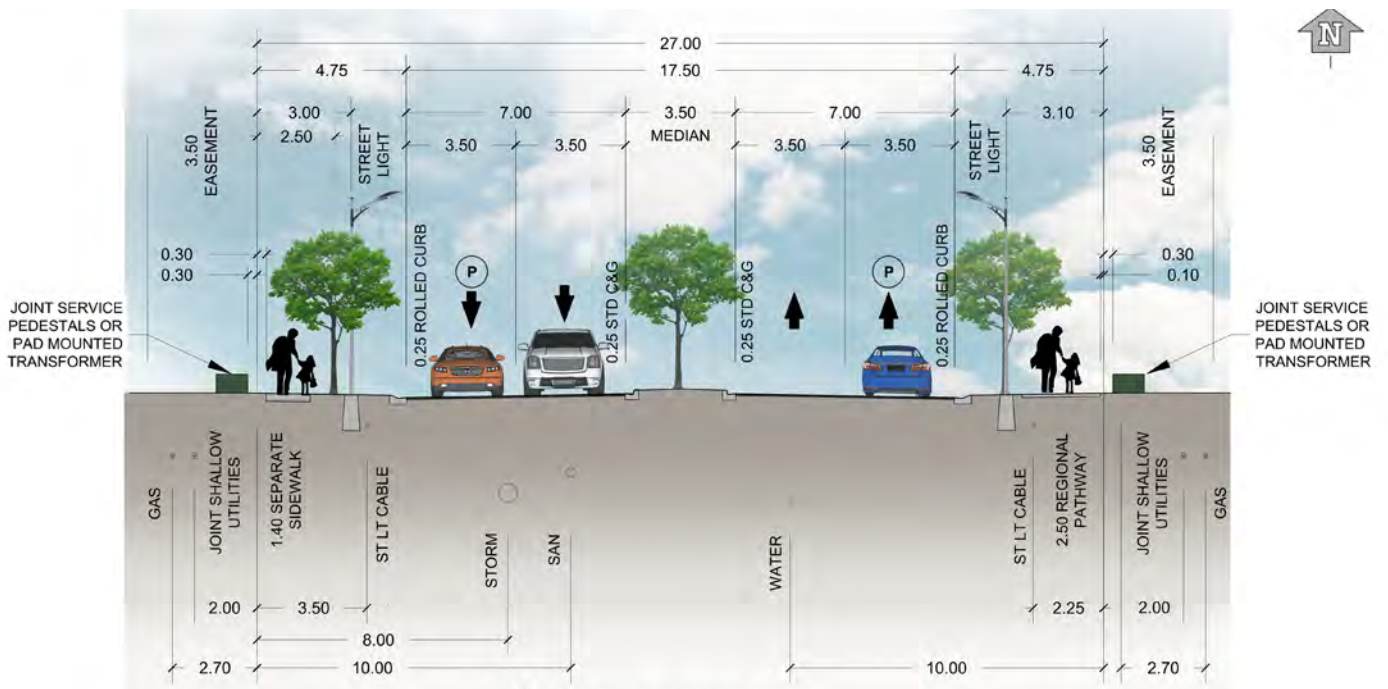 N
27.00
4.75
17.50
4.75
3.00
7.00
3.50
7.00
3.10
2.50
MEDIAN
3.50
3.50
3.50
3.50
3.50
EASEMENT
STREET
LIGHT
STREET
LIGHT
3.50
EASEMENT
0.30
0.30
0.25 ROLLED CURB
P
0.25 STD C&G
0.25 STD C&G
P
0.25 ROLLED CURB
0.30
0.10
JOINT SERVICE
PEDESTALS OR
PAD MOUNTED
TRANSFORMER
JOINT SERVICE
PEDESTALS OR
PAD MOUNTED
TRANSFORMER
GAS
JOINT SHALLOW
UTILITIES
1.40 SEPARATE
SIDEWALK
ST LT CABLE
STORM
SAN
WATER
ST LT CABLE
2.50 REGIONAL
PATHWAY
JOINT SHALLOW
UTILITIES
GAS
2.00
3.50
2.25
2.00
8.00
2.70
10.00
10.00
2.70